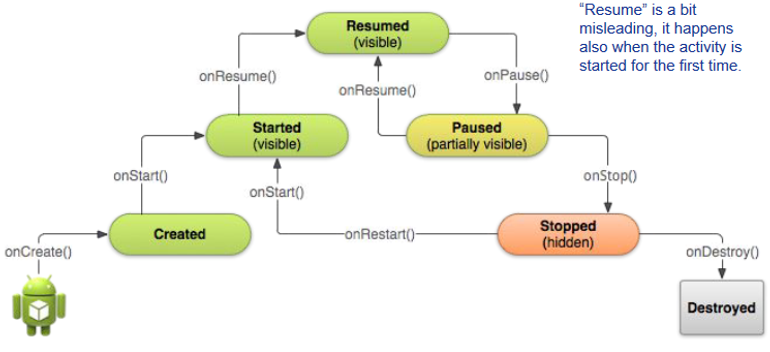 “Resume” is a bit
misleading, it happens
also when the activity is
started for the first time.
Resumed
(visible)
onResume()
onResume()
onPause()
Started
(visible)
Paused
(partially visible)
onStart()
onStart()
onStop()
Created
onRestart()
Stopped
(hidden)
onCreate()
onDestroy()
Destroyed